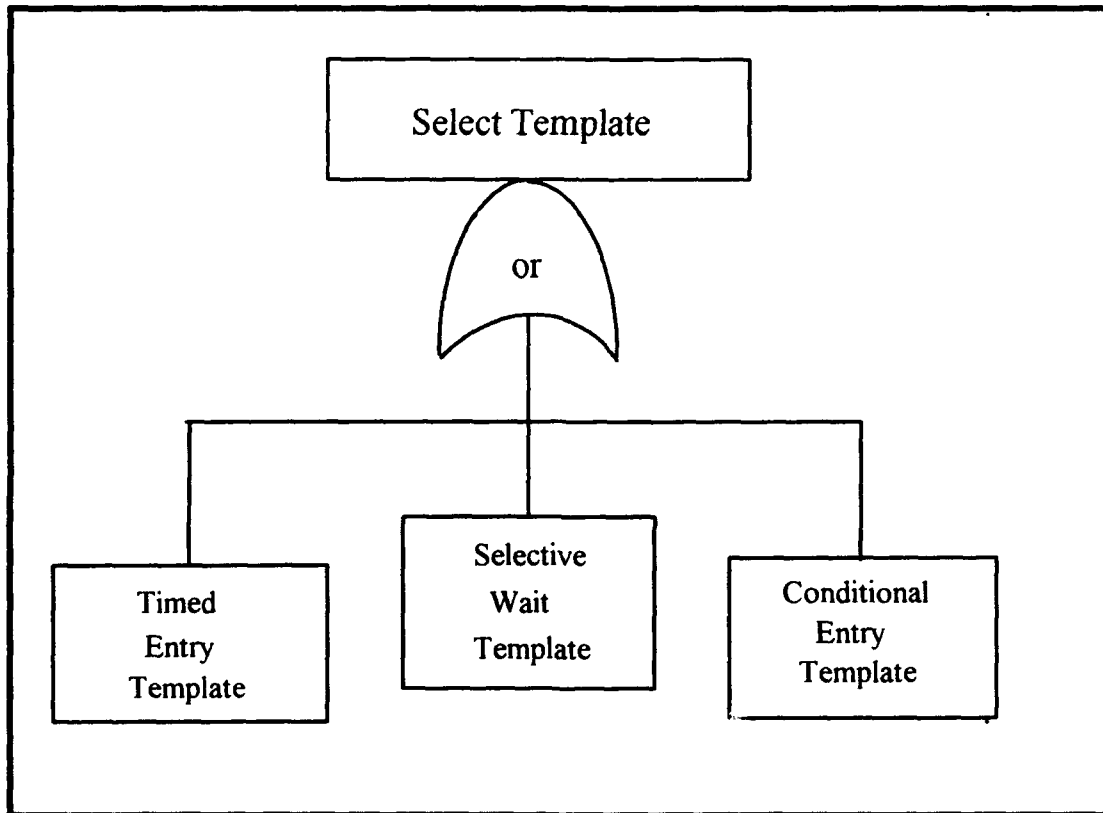 Select Template
or
Timed
Entry
Template
Selective
Wait
Template
Conditional
Entry
Template